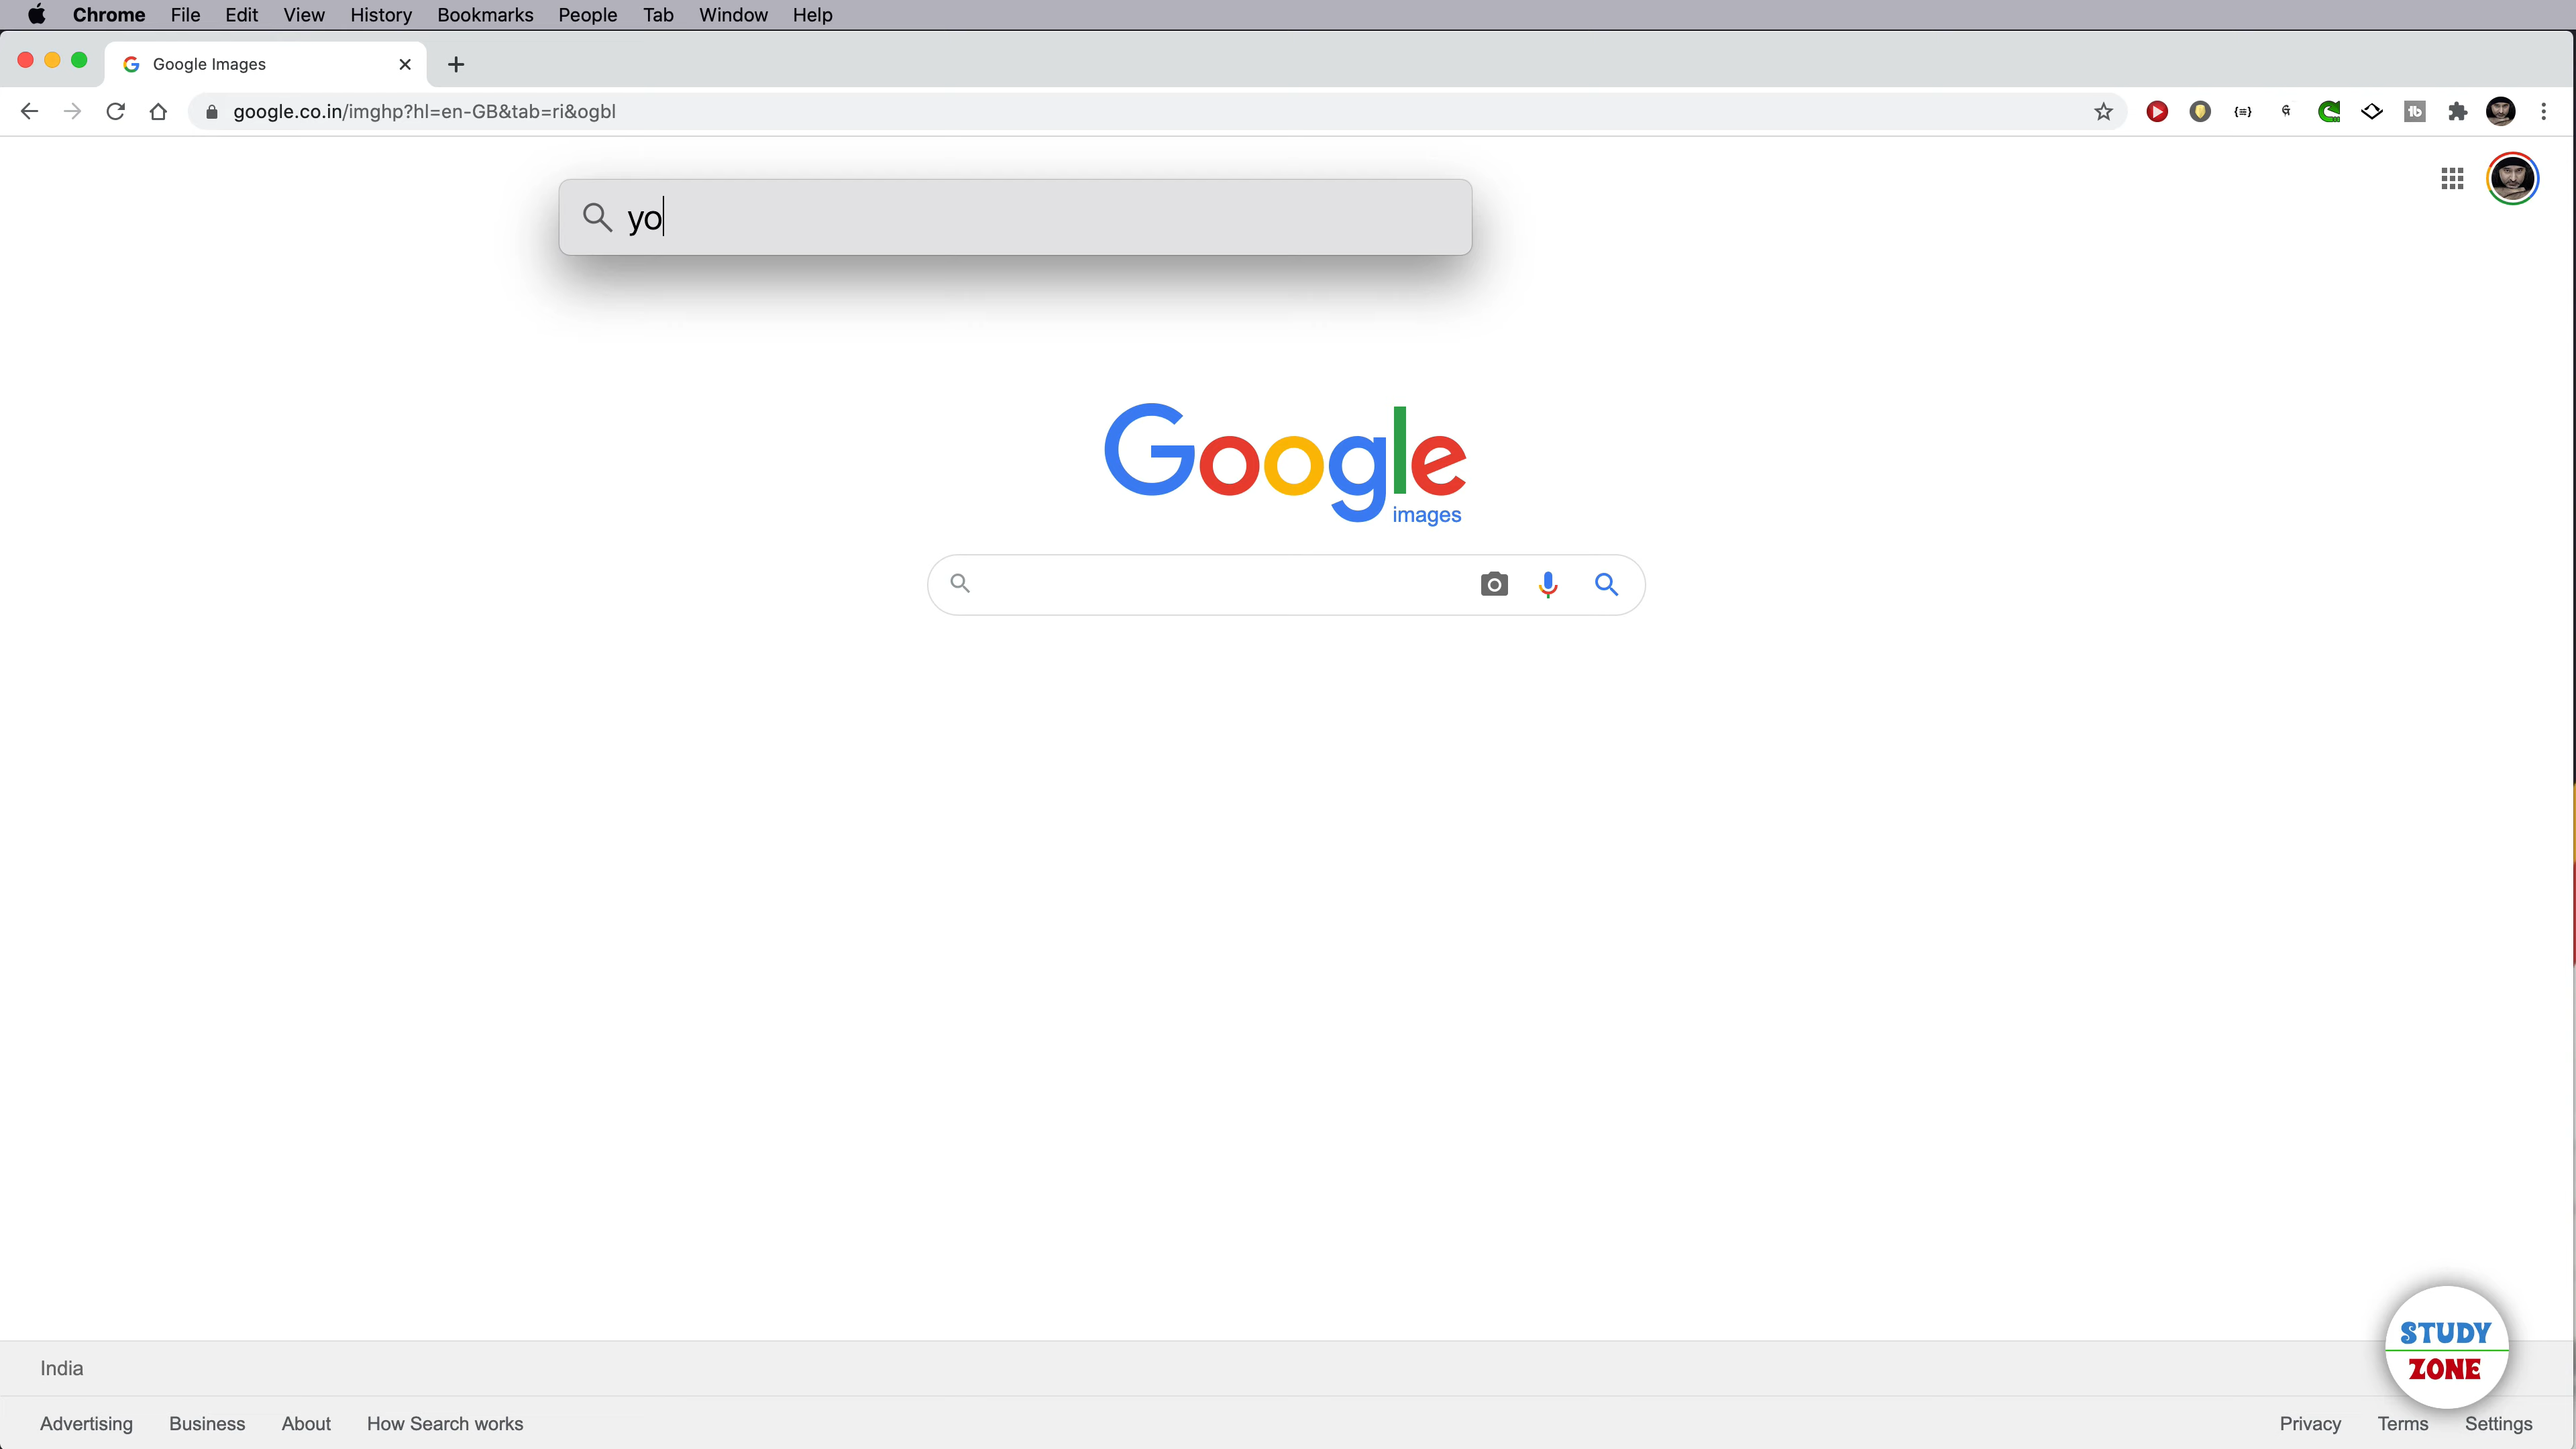 Chrome File Edit View History Bookmarks People Tab Window Help
Google Images
google.co.in/imghp?hl=en-GB&tab=ri&ogbl
yo
Google
images
STUDY
ZONE
India
Advertising Business About How Search works Privacy Terms Settings